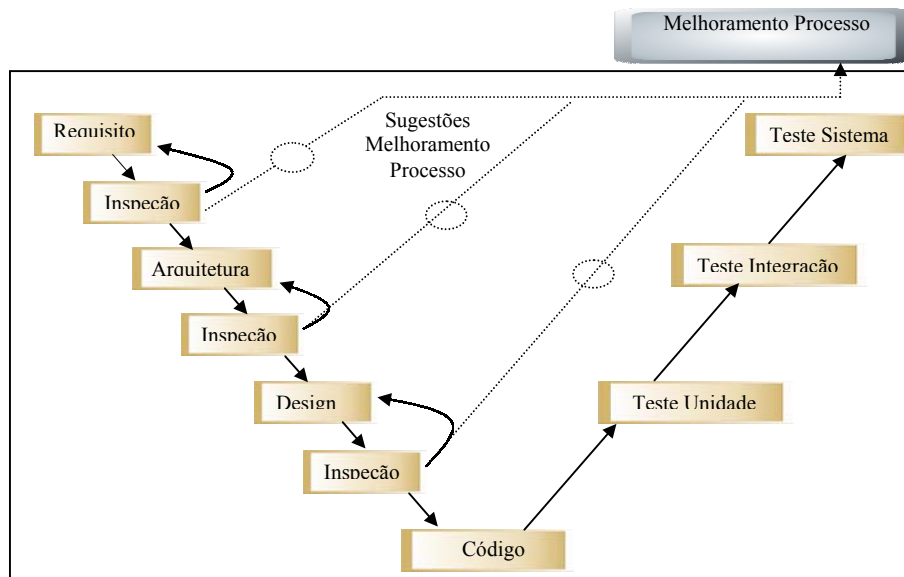 Melhoramento Processo
Requisito
Sugestões
Melhoramento
Processo
Teste Sistema
Inspeção
Arquitetura
Teste Integração
Inspeção
Design
Teste Unidade
Inspeção
Código